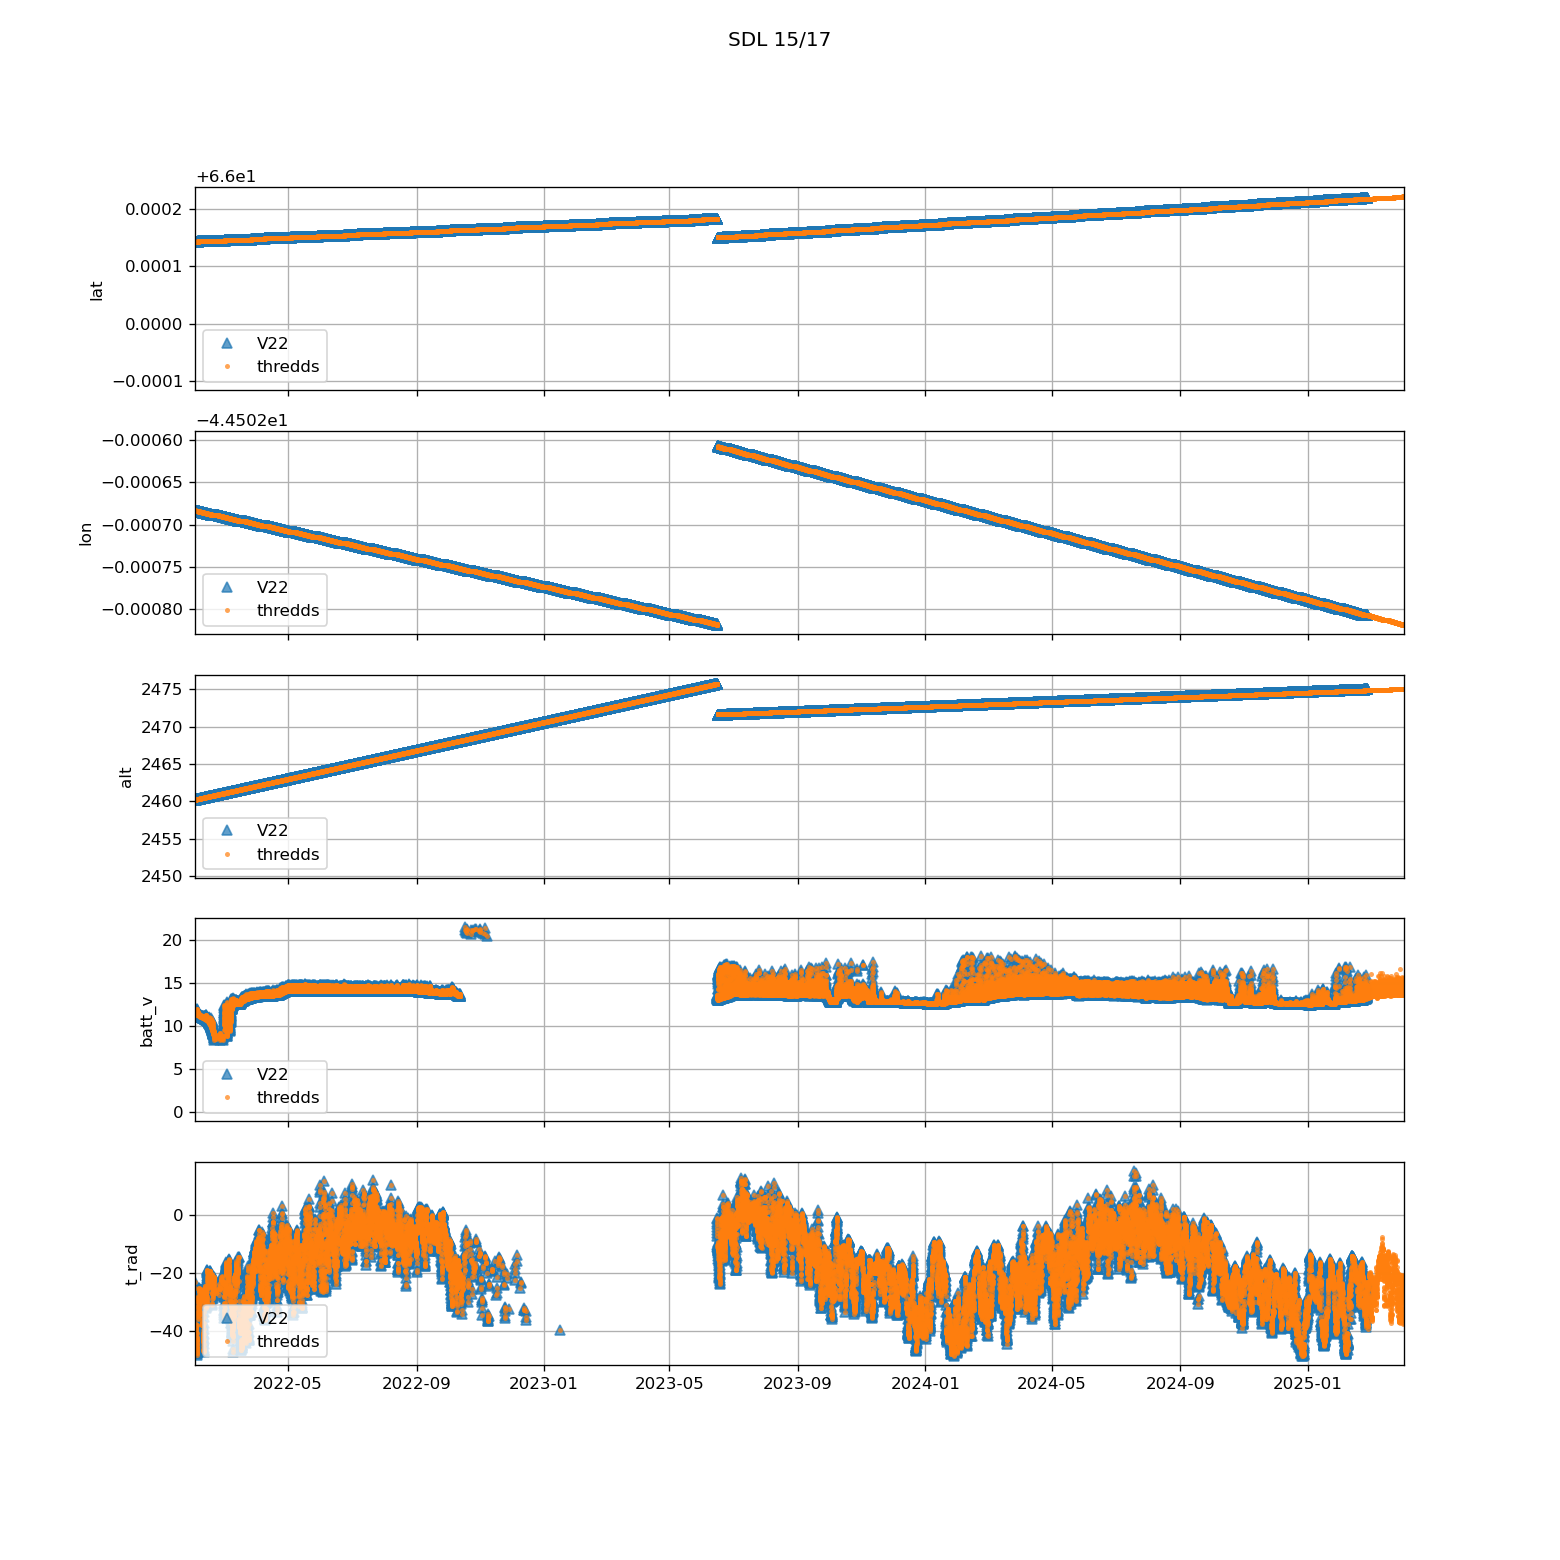 SDL 15/17
+6.6e1
0.0002
0.0001
0.0000
−0.0001
lat
V22
thredds
−4.4502e1
−0.00060
−0.00065
−0.00070
−0.00075
−0.00080
lon
V22
thredds
2475
2470
2465
2460
2455
2450
alt
V22
thredds
20
15
10
5
0
batt_v
V22
thredds
0
−20
−40
t_rad
V22
thredds
2022-05 2022-09 2023-01 2023-05 2023-09 2024-01 2024-05 2024-09 2025-01